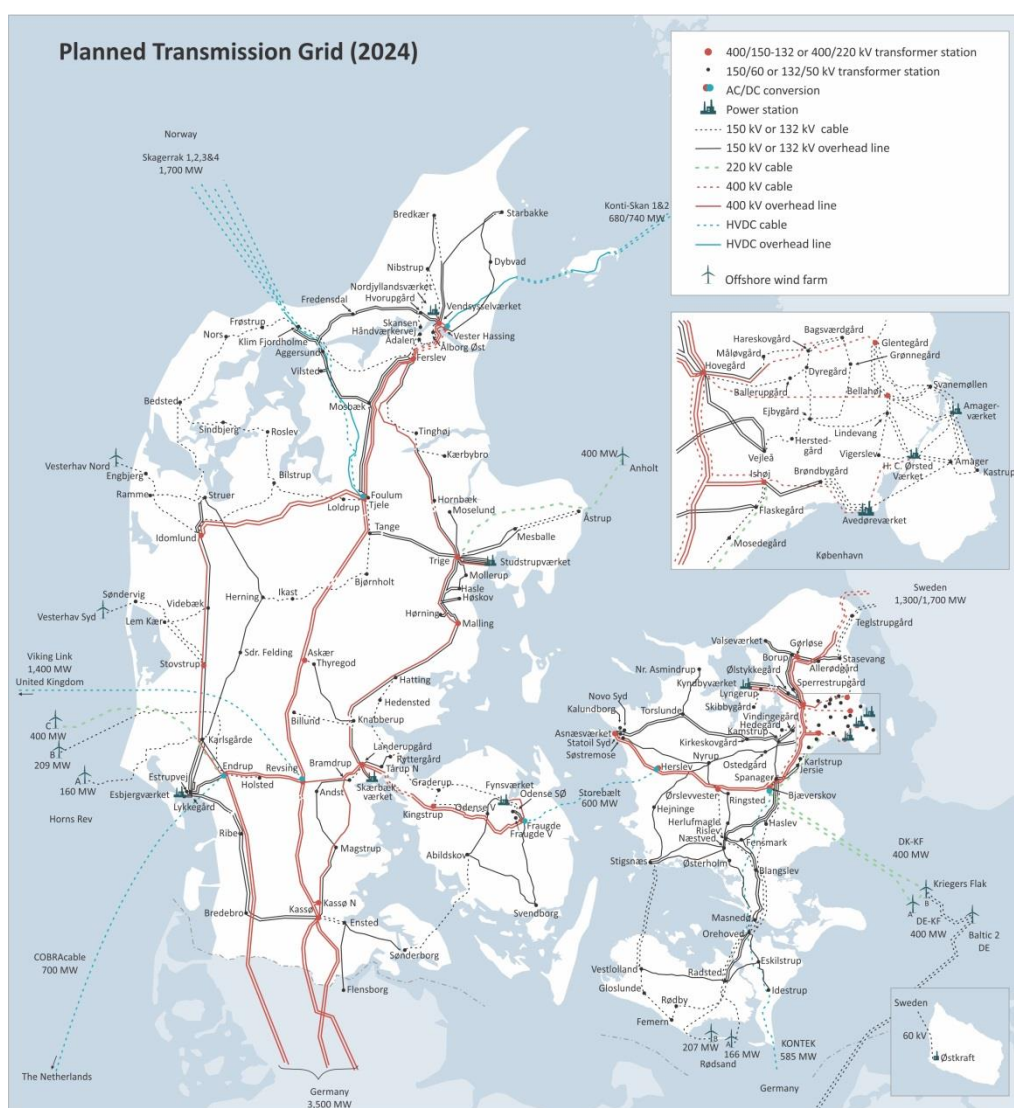 Planned Transmission Grid (2024)
400/150-132 or 400/220 kV transformer station
150/60 or 132/50 kV transformer station
AC/DC conversion
Power station
150 kV or 132 kV cable
150 kV or 132 kV overhead line
220 kV cable
400 kV cable
400 kV overhead line
HVDC cable
HVDC overhead line
Offshore wind farm
Norway
Skagerrak 1,2,3&4
1,700 MW
Konti-Skan 1&2
680/740 MW
Bredkær
Starbakke
Dybvad
Nibstrup
Nordjyllandsværket
Hvorupgård
Vendsysselværket
Fredensdal
Skansen
Håndværkervej
Ådalen
Vester Hassing
Ålborg Øst
Frøstrup
Nors
Klim Fjordholme
Aggersund
Ferslev
Vilsted
Bedsted
Mosbæk
Sindbjerg
Roslev
Tinghøj
Kærbybro
Vesterhav Nord
Engbjerg
Ramme
Struer
Bilstrup
Loldrup
Foulum
Tjele
Hornbæk
Moselund
400 MW
Anholt
Åstrup
Mesballe
Idomlund
Tange
Trige
Studstrupværket
Bjørnholt
Mollerup
Hasle
Høskov
Hørning
Malling
Søndervig
Videbæk
Herning
Ikast
Vesterhav Syd
Lem Kær
Sdr. Felding
Stovstrup
Askær
Thyregod
Viking Link
1,400 MW
United Kingdom
Hatting
Hedensted
C
400 MW
B
209 MW
A
160 MW
Horns Rev
Billund
Knabberup
Karlsgårde
Landerupgård
Ryttergård
Tårup N
Bramdrup
Endrup
Revsing
Holsted
Estrupvej
Esbjergværket
Lykkegård
Andst
Skærbæk
værket
Graderup
Fynsværket
Odense SØ
Odense V
Kingstrup
Fraugde
Fraugde V
Storebælt
600 MW
Ribe
Magstrup
Abildskov
Svendborg
Bredebro
Kassø N
Kassø
Ensted
Sønderborg
Flensborg
COBRAcable
700 MW
The Netherlands
Germany
3,500 MW
Hareskovgård
Bagsværdgård
Glentegård
Måløvgård
Grønnegård
Hovegård
Dyregård
Ballerupgård
Bellahøj
Svanemøllen
Amager-
værket
Ejbygård
Lindevang
Hersted-
gård
Vejleå
Vigerslev
H. C. Ørsted
Værket
Amager
Kastrup
Ishøj
Brøndbygård
Flaskegård
Avedøreværket
Mosedegård
København
Sweden
1,300/1,700 MW
Teglstrupgård
Valseværket
Gørløse
Borup
Stasevang
Allerødgård
Ølstykkegård
Kyndbyværket
Sperrestrupgård
Lyngerup
Skibbygård
Nr. Asmindrup
Novo Syd
Kalundborg
Torslunde
Vindingegård
Hedegård
Kamstrup
Kirkeskovgård
Asnæsværket
Statoil Syd
Søstremose
Nyrup
Ostedgård
Karlstrup
Jersie
Herslev
Spanager
Ørslevvester
Ringsted
Bjæverskov
Hejninge
Herlufmagle
Rislev
Næstved
Haslev
Fensmark
Stigsnæs
Østerholm
Blangslev
DK-KF
400 MW
Kriegers Flak
B
A
DE-KF
400 MW
Baltic 2
DE
Masnedø
Orehoved
Eskilstrup
Vestlolland
Radsted
Gloslunde
Idestrup
Rødby
Femern
B
207 MW
A
166 MW
Rødsand
KONTEK
585 MW
Germany
Sweden
60 kV
Østkraft